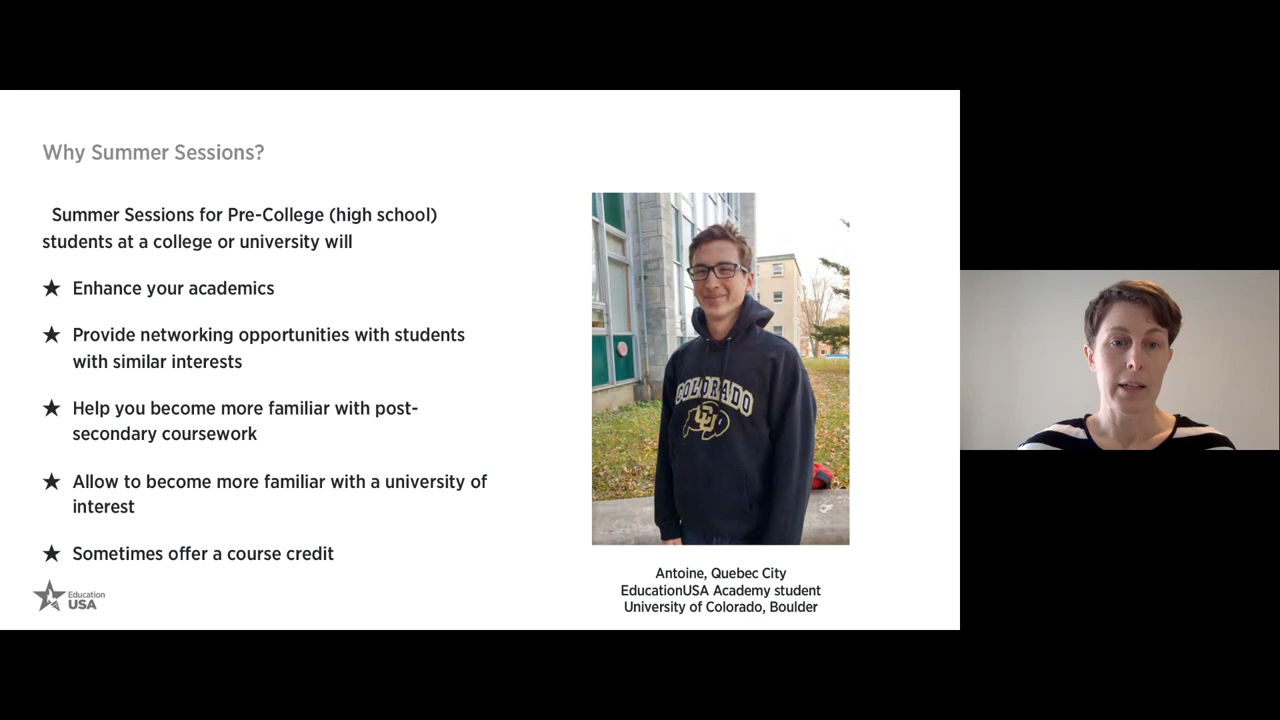 Why Summer Sessions?
Summer Sessions for Pre-College (high school)
students at a college or university will
★ Enhance your academics
★ Provide networking opportunities with students
with similar interests
★ Help you become more familiar with post-
secondary coursework
★ Allow to become more familiar with a university of
interest
★ Sometimes offer a course credit
Education
USA
COLORADO
CU
Antoine, Quebec City
EducationUSA Academy student
University of Colorado, Boulder